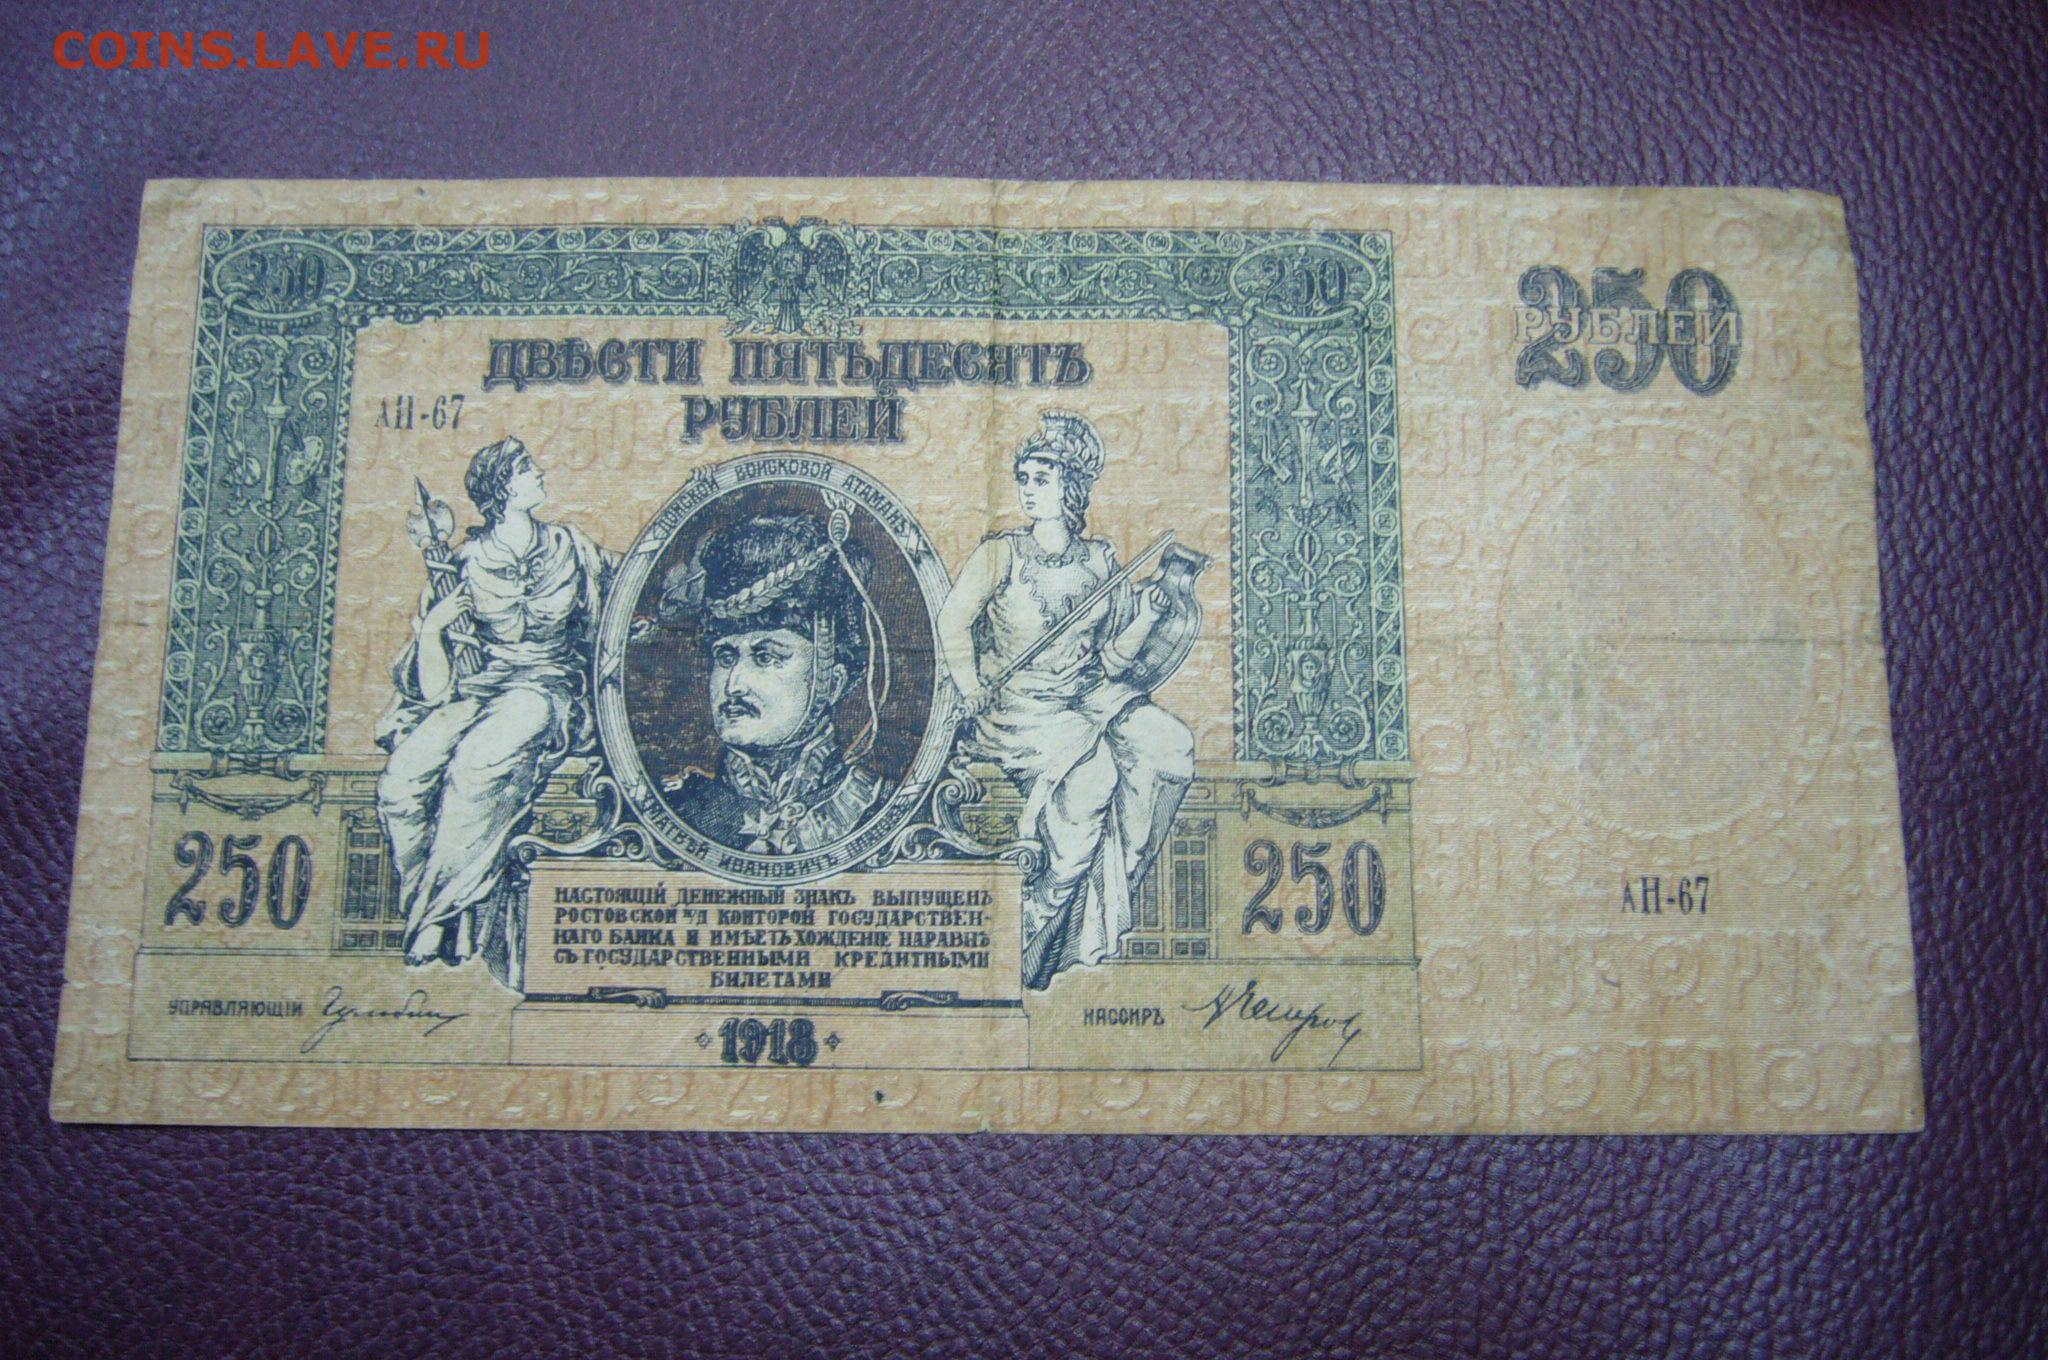 COINS.LAVE.RU
250
250
250
РУБЛЕЙ
ДВѢСТИ ПЯТЬДЕСЯТЪ
РУБЛЕЙ
АН-67
ДОНСКОЙ ВОЙСКОВОЙ АТАМАНЪ
МАТВѢЙ ИВАНОВИЧЪ ПЛАТОВЪ
250
250
НАСТОЯЩІЙ ДЕНЕЖНЫЙ ЗНАКЪ ВЫПУЩЕНЪ
РОСТОВСКОЙ Н/Д КОНТОРОЙ ГОСУДАРСТВЕН-
НАГО БАНКА И ИМѢЕТЪ ХОЖДЕНІЕ НАРАВНѢ
СЪ ГОСУДАРСТВЕННЫМИ КРЕДИТНЫМИ
БИЛЕТАМИ
АН-67
УПРАВЛЯЮЩІЙ
КАССИРЪ
1918